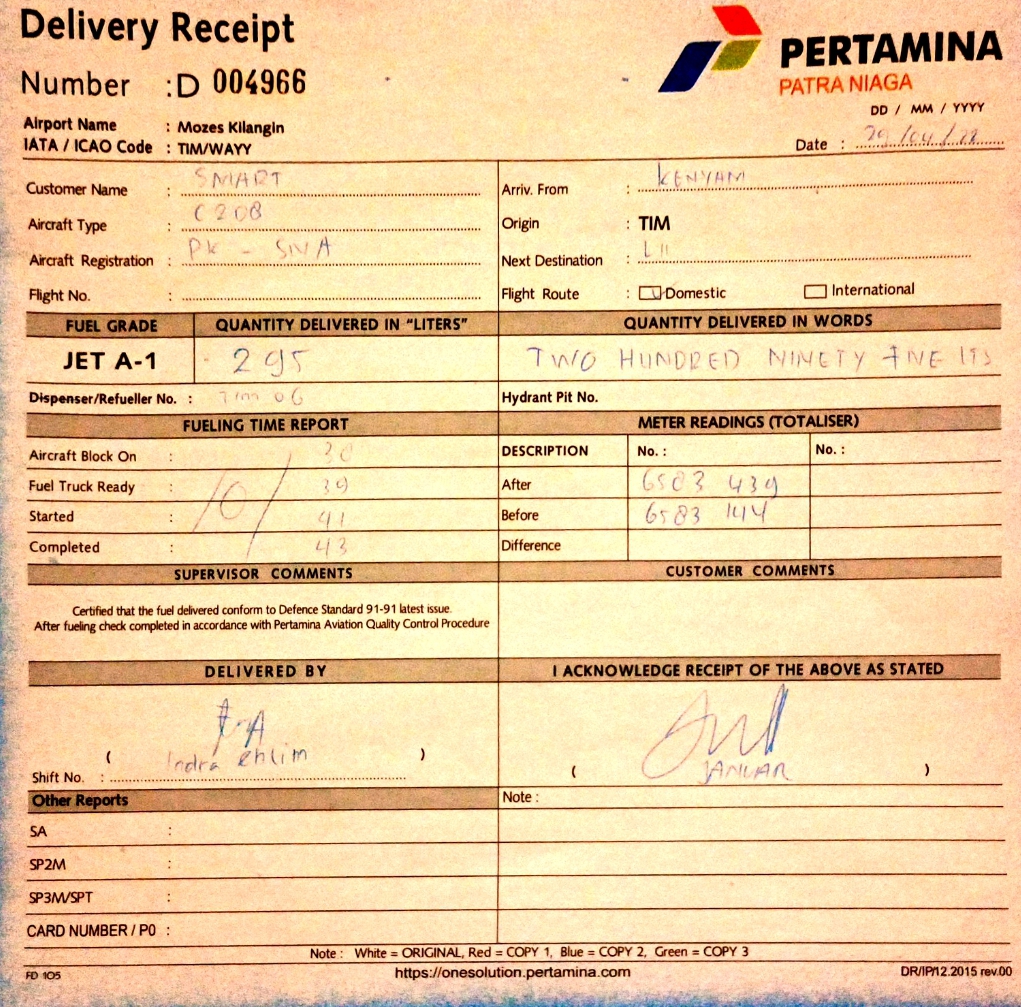 Delivery Receipt
PERTAMINA
PATRA NIAGA
Number : D 004966
DD / MM / YYYY
Airport Name : Mozes Kilangin
IATA / ICAO Code : TIM/WAYY
Date : 29/04/22
Customer Name : SMART
Arriv. From : KENYAM
Aircraft Type : C208
Origin : TIM
Aircraft Registration : PK - SNA
Next Destination :
Flight No. :
Flight Route : Domestic International
FUEL GRADE QUANTITY DELIVERED IN "LITERS" QUANTITY DELIVERED IN WORDS
JET A-1 295 TWO HUNDRED NINETY FIVE LTS
Dispenser/Refueller No. : Tim 06 Hydrant Pit No.
FUELING TIME REPORT METER READINGS (TOTALISER)
Aircraft Block On : 38 DESCRIPTION No. : No. :
Fuel Truck Ready : 39 After 6583 439
Started : 10/ 41 Before 6583 144
Completed : 43 Difference
SUPERVISOR COMMENTS CUSTOMER COMMENTS
Certified that the fuel delivered conform to Defence Standard 91-91 latest issue.
After fueling check completed in accordance with Pertamina Aviation Quality Control Procedure
DELIVERED BY I ACKNOWLEDGE RECEIPT OF THE ABOVE AS STATED
( Indra ) ( JANUAR )
Shift No. :
Other Reports Note :
SA :
SP2M :
SP3M/SPT :
CARD NUMBER / PO :
Note : White = ORIGINAL, Red = COPY 1, Blue = COPY 2, Green = COPY 3
FD 105 https://onesolution.pertamina.com DR/IP/12.2015 rev.00